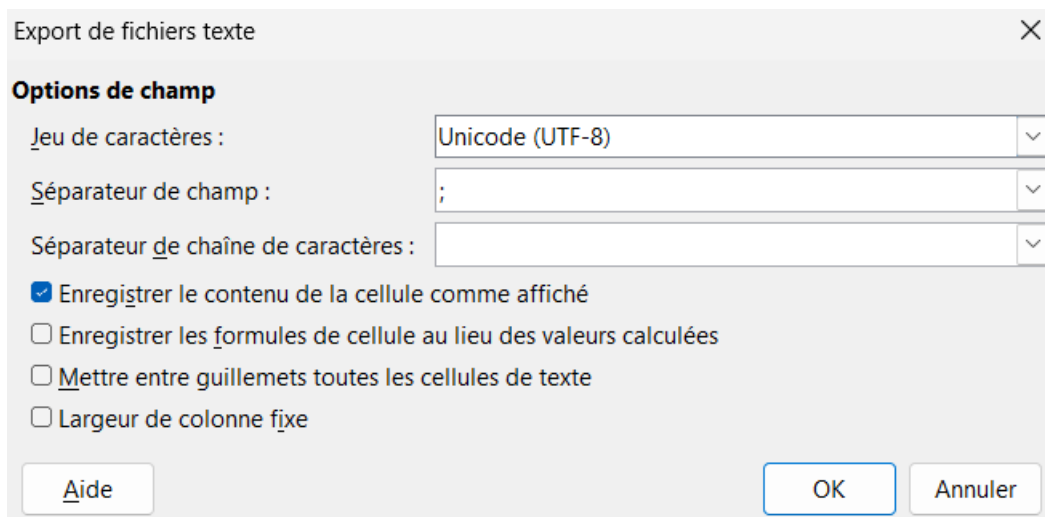 Export de fichiers texte
Options de champ
Jeu de caractères : Unicode (UTF-8)
Séparateur de champ : ;
Séparateur de chaîne de caractères :
Enregistrer le contenu de la cellule comme affiché
Enregistrer les formules de cellule au lieu des valeurs calculées
Mettre entre guillemets toutes les cellules de texte
Largeur de colonne fixe
Aide OK Annuler